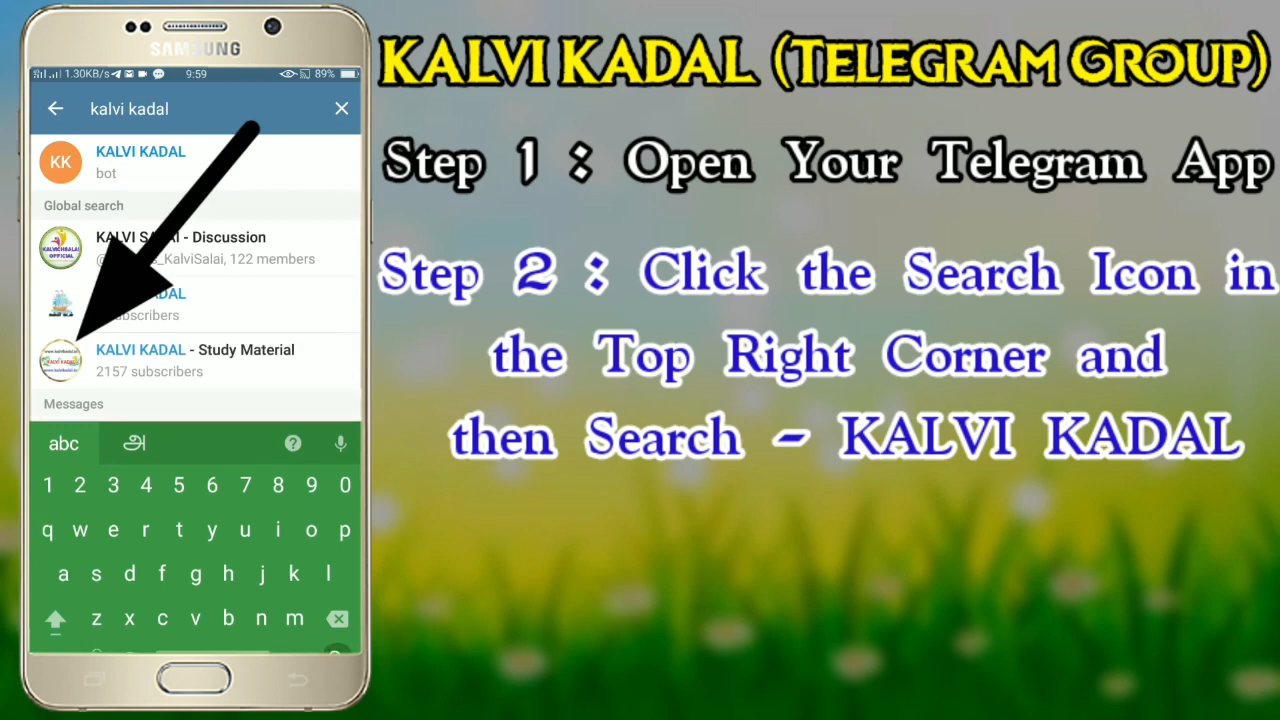 SAMSUNG
1.30KB/s 9:59 89%
kalvi kadal
KK
KALVI KADAL
bot
Global search
KALVI - Discussion
KalviSalai, 122 members
subscribers
KALVI KADAL - Study Material
2157 subscribers
Messages
abc அ
1 2 3 4 5 6 7 8 9 0
q w e r t y u i o p
a s d f g h j k l
z x c v b n m
KALVI KADAL (TELEGRAM GROUP)
Step 1 : Open Your Telegram App
Step 2 : Click the Search Icon in
the Top Right Corner and
then Search - KALVI KADAL